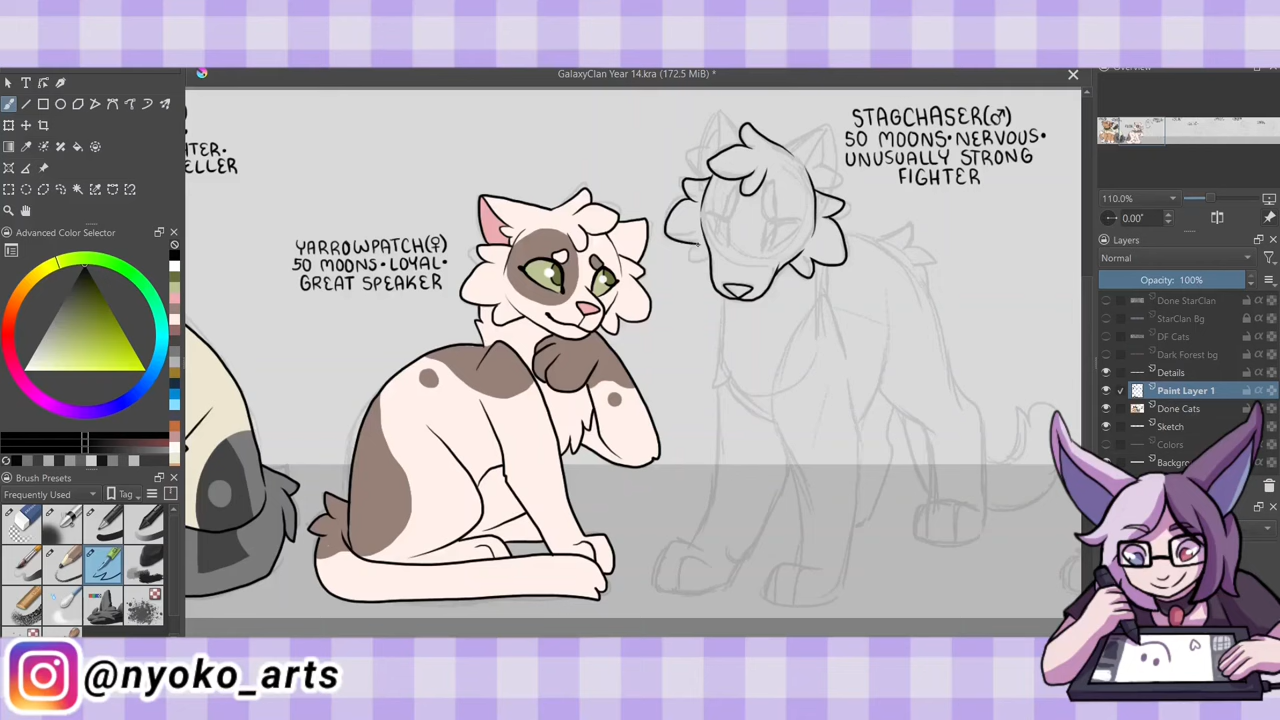 GalaxyClan Year 14.kra (172.5 MiB) *
STAGCHASER(♂)
50 MOONS•NERVOUS•
UNUSUALLY STRONG
FIGHTER
TER•
ELLER
YARROWPATCH(♀)
50 MOONS•LOYAL•
GREAT SPEAKER
Advanced Color Selector
Brush Presets
Frequently Used
Tag
110.0%
0.00°
Layers
Normal
Opacity: 100%
Done StarClan
StarClan Bg
DF Cats
Dark Forest bg
Details
Paint Layer 1
Done Cats
Sketch
Colors
Backgro
@nyoko_arts